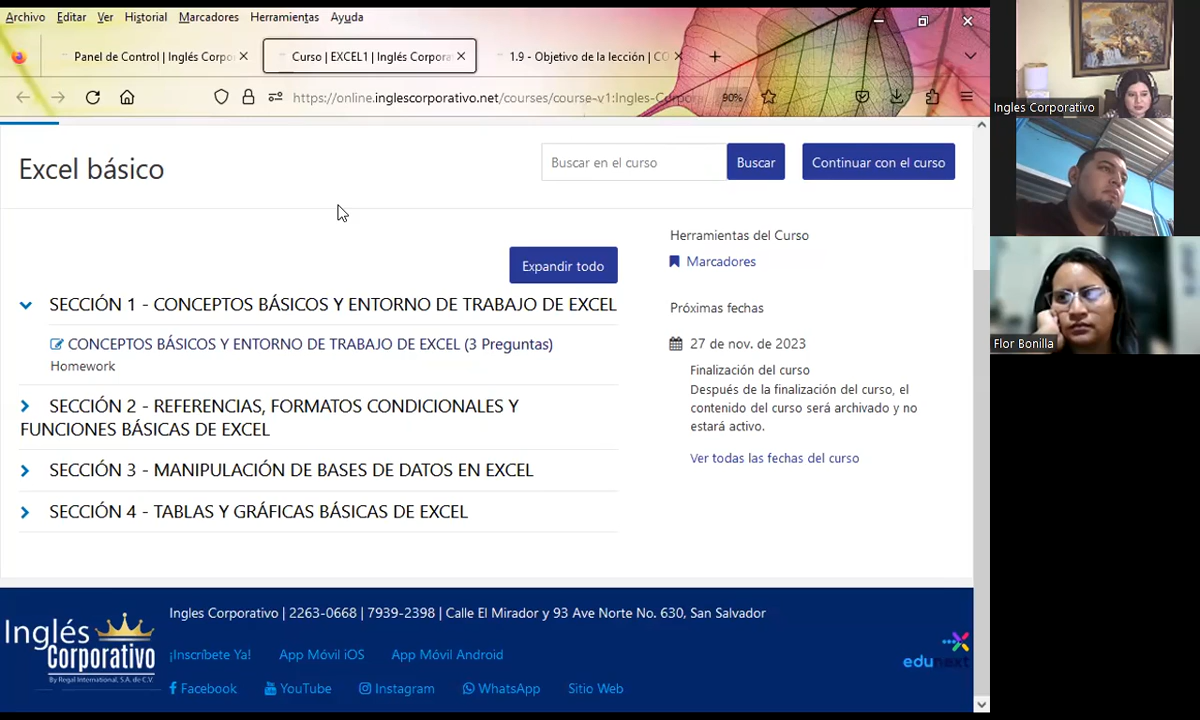 Archivo Editar Ver Historial Marcadores Herramientas Ayuda
Panel de Control | Inglés Corpo
Curso | EXCEL1 | Inglés Corpora
1.9 - Objetivo de la lección | CO
https://online.inglescorporativo.net/courses/course-v1:Ingles-Corpo
90%
Excel básico
Buscar en el curso
Buscar
Continuar con el curso
Expandir todo
SECCIÓN 1 - CONCEPTOS BÁSICOS Y ENTORNO DE TRABAJO DE EXCEL
CONCEPTOS BÁSICOS Y ENTORNO DE TRABAJO DE EXCEL (3 Preguntas)
Homework
SECCIÓN 2 - REFERENCIAS, FORMATOS CONDICIONALES Y
FUNCIONES BÁSICAS DE EXCEL
SECCIÓN 3 - MANIPULACIÓN DE BASES DE DATOS EN EXCEL
SECCIÓN 4 - TABLAS Y GRÁFICAS BÁSICAS DE EXCEL
Herramientas del Curso
Marcadores
Próximas fechas
27 de nov. de 2023
Finalización del curso
Después de la finalización del curso, el
contenido del curso será archivado y no
estará activo.
Ver todas las fechas del curso
Inglés
Corporativo
By Regal International, S.A. de C.V.
Ingles Corporativo | 2263-0668 | 7939-2398 | Calle El Mirador y 93 Ave Norte No. 630, San Salvador
¡Inscríbete Ya! App Móvil iOS App Móvil Android
Facebook YouTube Instagram WhatsApp Sitio Web
edunext
Ingles Corporativo
Flor Bonilla